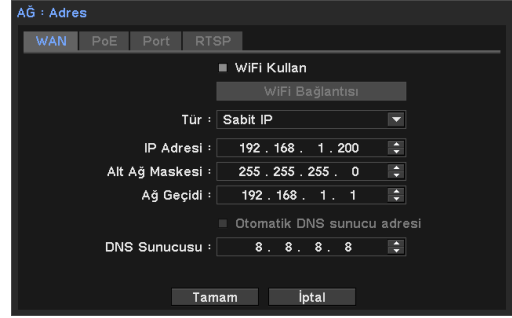 AĞ : Adres
WAN PoE Port RTSP
WiFi Kullan
WiFi Bağlantısı
Tür : Sabit IP
IP Adresi : 192 . 168 . 1 . 200
Alt Ağ Maskesi : 255 . 255 . 255 . 0
Ağ Geçidi : 192 . 168 . 1 . 1
Otomatik DNS sunucu adresi
DNS Sunucusu : 8 . 8 . 8 . 8
Tamam İptal